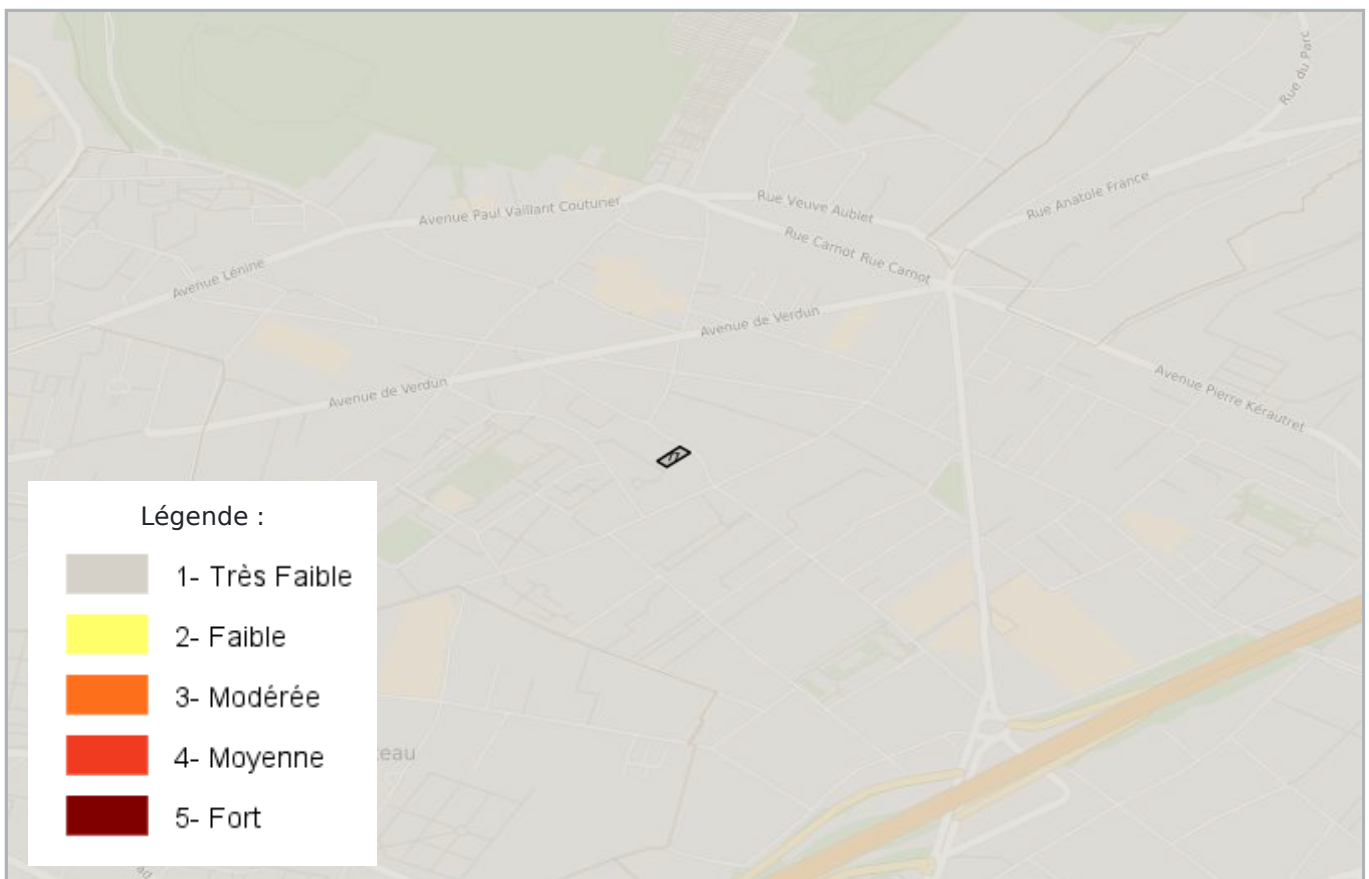 Rue du Parc
Rue Anatole France
Rue Veuve Aublet
Avenue Paul Vaillant Couturier
Rue Carnot Rue Carnot
Avenue Lénine
Avenue de Verdun
Avenue de Verdun
Avenue Pierre Kérautret
Légende :
1- Très Faible
2- Faible
3- Modérée
4- Moyenne
5- Fort
eau
ad